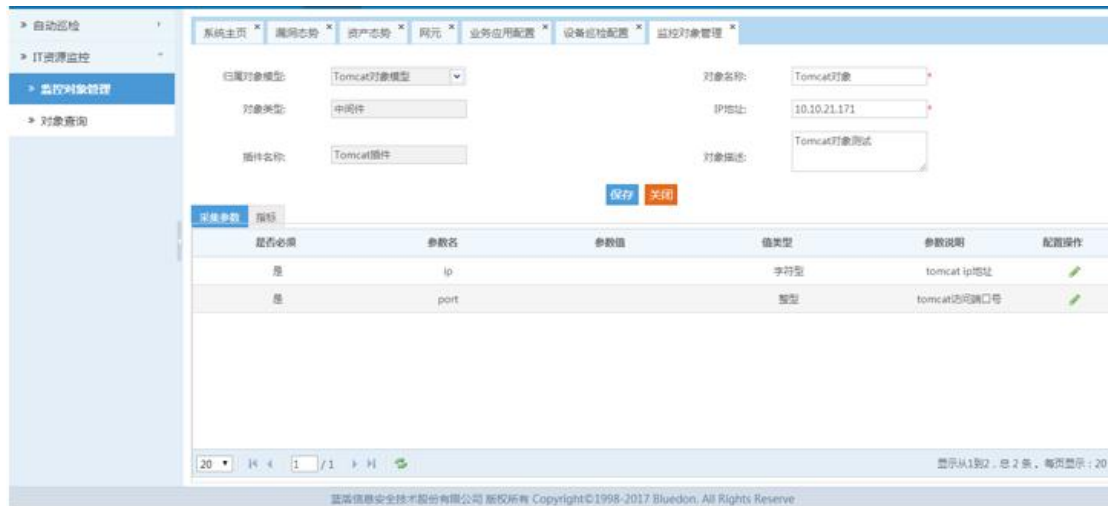 » 自动巡检
» IT资源监控
» 监控对象管理
» 对象查询
系统主页 × 漏洞态势 × 资产态势 × 网元 × 业务应用配置 × 设备巡检配置 × 监控对象管理 ×
归属对象模型: Tomcat对象模型 对象名称: Tomcat对象 *
对象类型: 中间件 IP地址: 10.10.21.171 *
插件名称: Tomcat插件 对象描述: Tomcat对象测试
保存 关闭
采集参数 指标
是否必须 参数名 参数值 值类型 参数说明 配置操作
是 ip 字符型 tomcat ip地址
是 port 整型 tomcat访问端口号
20 1 /1 显示从1到2，总 2 条。每页显示：20
蓝盾信息安全技术股份有限公司 版权所有 Copyright©1998-2017 Bluedon. All Rights Reserve